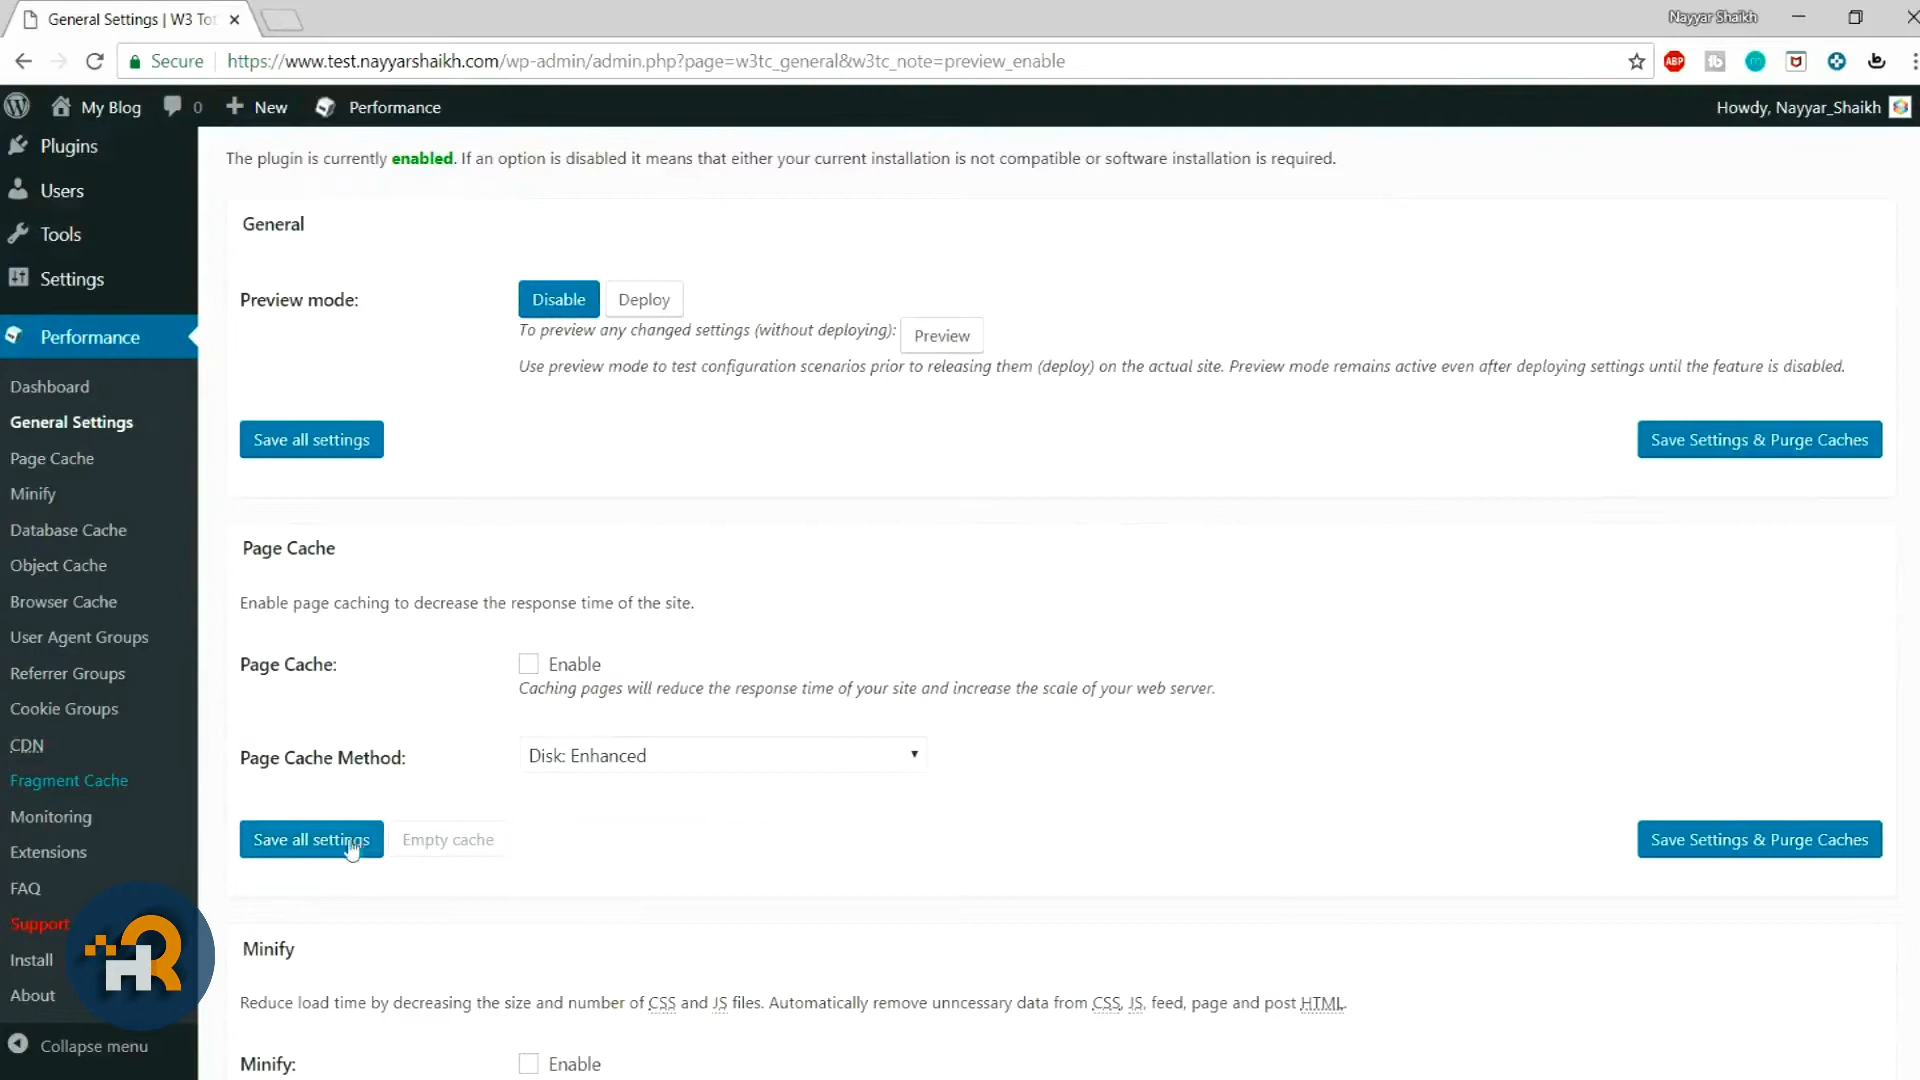 General Settings | W3 Tot
Nayyar Shaikh
Secure
https://www.test.nayyarshaikh.com/wp-admin/admin.php?page=w3tc_general&w3tc_note=preview_enable
ABP
My Blog
0
New
Performance
Howdy, Nayyar_Shaikh
Plugins
Users
Tools
Settings
Performance
Dashboard
General Settings
Page Cache
Minify
Database Cache
Object Cache
Browser Cache
User Agent Groups
Referrer Groups
Cookie Groups
CDN
Fragment Cache
Monitoring
Extensions
FAQ
Support
Install
About
Collapse menu
The plugin is currently enabled. If an option is disabled it means that either your current installation is not compatible or software installation is required.
General
Preview mode:
Disable
Deploy
To preview any changed settings (without deploying):
Preview
Use preview mode to test configuration scenarios prior to releasing them (deploy) on the actual site. Preview mode remains active even after deploying settings until the feature is disabled.
Save all settings
Save Settings & Purge Caches
Page Cache
Enable page caching to decrease the response time of the site.
Page Cache:
Enable
Caching pages will reduce the response time of your site and increase the scale of your web server.
Page Cache Method:
Disk: Enhanced
Save all settings
Empty cache
Save Settings & Purge Caches
Minify
Reduce load time by decreasing the size and number of CSS and JS files. Automatically remove unncessary data from CSS, JS, feed, page and post HTML.
Minify:
Enable